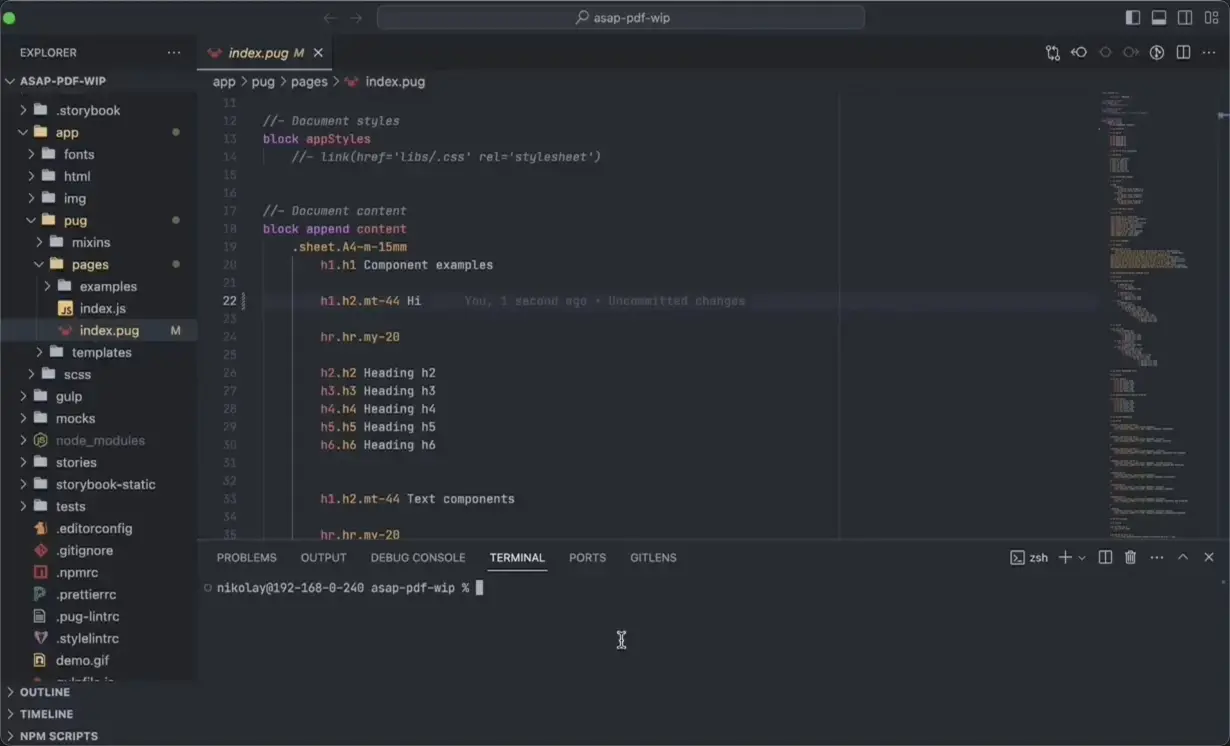 asap-pdf-wip
EXPLORER ···
index.pug M
ASAP-PDF-WIP
app > pug > pages > index.pug
.storybook
app
fonts
html
img
pug
mixins
pages
examples
JS index.js
index.pug M
templates
scss
gulp
mocks
node_modules
stories
storybook-static
tests
.editorconfig
.gitignore
.npmrc
.prettierrc
.pug-lintrc
.stylelintrc
demo.gif
OUTLINE
TIMELINE
NPM SCRIPTS
11
12 //- Document styles
13 block appStyles
14 //- link(href='libs/.css' rel='stylesheet')
15
16
17 //- Document content
18 block append content
19 .sheet.A4-m-15mm
20 h1.h1 Component examples
21
22 h1.h2.mt-44 Hi You, 1 second ago • Uncommitted changes
23
24 hr.hr.my-20
25
26 h2.h2 Heading h2
27 h3.h3 Heading h3
28 h4.h4 Heading h4
29 h5.h5 Heading h5
30 h6.h6 Heading h6
31
32
33 h1.h2.mt-44 Text components
34
35 hr.hr.my-20
PROBLEMS OUTPUT DEBUG CONSOLE TERMINAL PORTS GITLENS
zsh
nikolay@192-168-0-240 asap-pdf-wip %